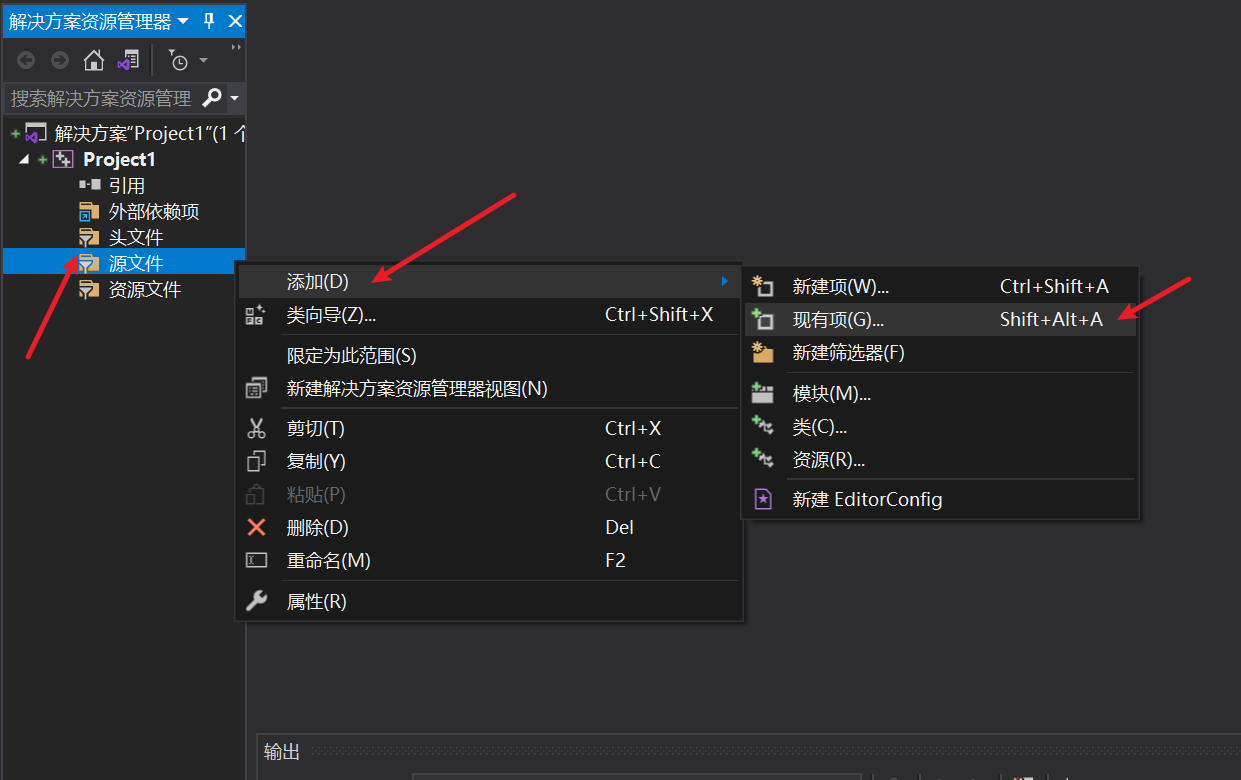 解决方案资源管理器
搜索解决方案资源管理
解决方案"Project1"(1 个
Project1
引用
外部依赖项
头文件
源文件
资源文件
添加(D)
类向导(Z)... Ctrl+Shift+X
限定为此范围(S)
新建解决方案资源管理器视图(N)
剪切(T) Ctrl+X
复制(Y) Ctrl+C
粘贴(P) Ctrl+V
删除(D) Del
重命名(M) F2
属性(R)
新建项(W)... Ctrl+Shift+A
现有项(G)... Shift+Alt+A
新建筛选器(F)
模块(M)...
类(C)...
资源(R)...
新建 EditorConfig
输出